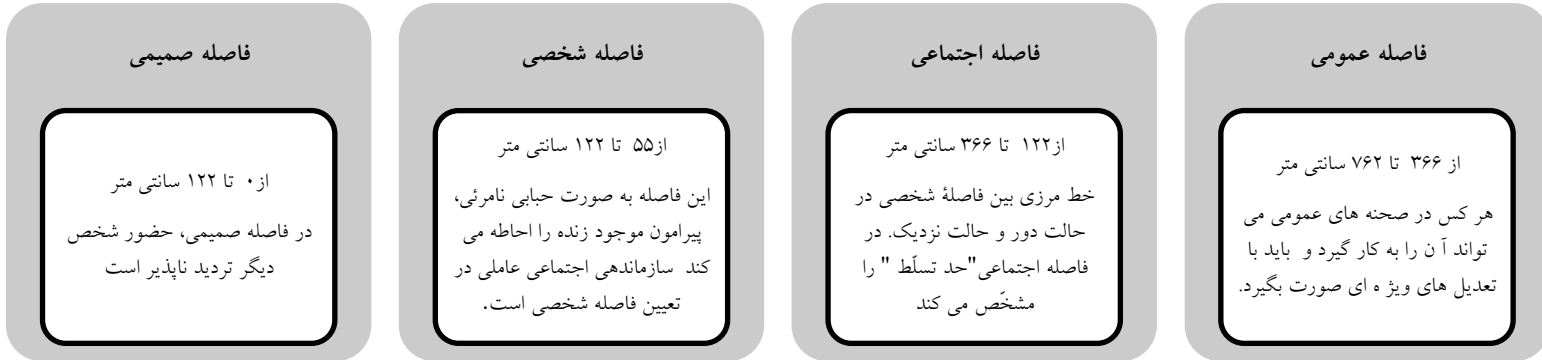 فاصله عمومی
از ۳۶۶ تا ۷۶۲ سانتی متر
هر کس در صحنه های عمومی می
تواند آ ن را به کار گیرد و باید با
تعدیل های ویژ ه ای صورت بگیرد.
فاصله اجتماعی
از۱۲۲ تا ۳۶۶ سانتی متر
خط مرزی بین فاصلۀ شخصی در
حالت دور و حالت نزدیک. در
فاصله اجتماعی"حد تسلّط " را
مشخّص می کند
فاصله شخصی
از۵۵ تا ۱۲۲ سانتی متر
این فاصله به صورت حبابی نامرئی،
پیرامون موجود زنده را احاطه می
کند سازماندهی اجتماعی عاملی در
تعیین فاصله شخصی است.
فاصله صمیمی
از۰ تا ۱۲۲ سانتی متر
در فاصله صمیمی، حضور شخص
دیگر تردید ناپذیر است